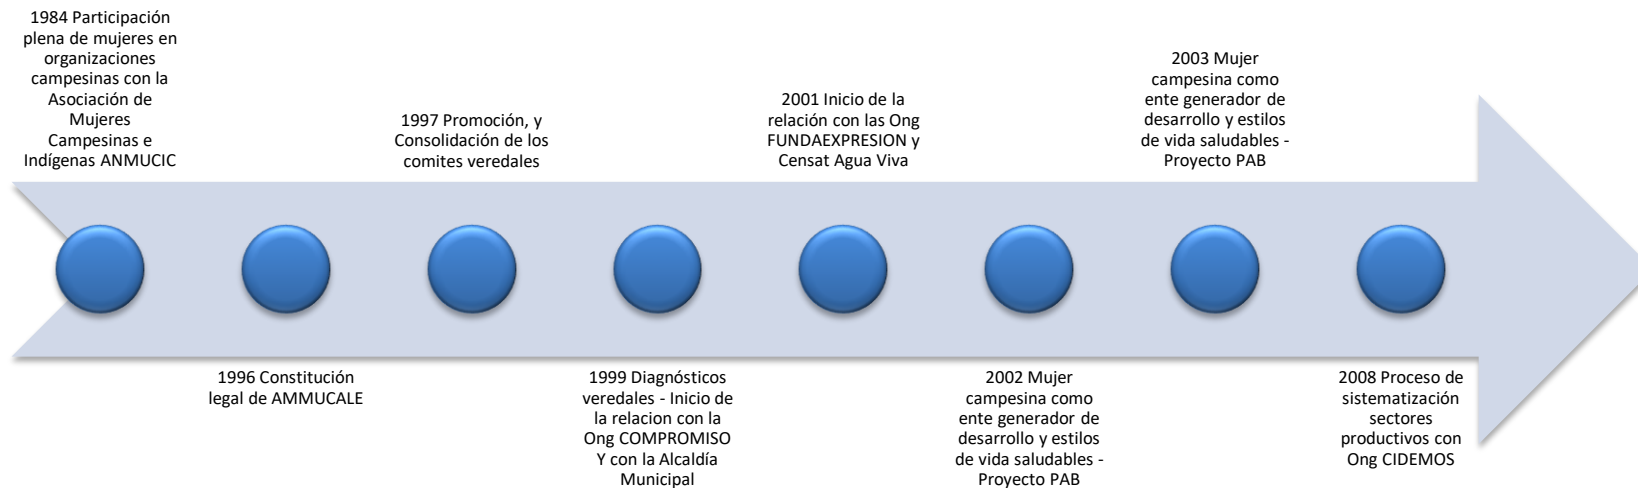 1984 Participación
plena de mujeres en
organizaciones
campesinas con la
Asociación de
Mujeres
Campesinas e
Indígenas ANMUCIC
1996 Constitución
legal de AMMUCALE
1997 Promoción, y
Consolidación de los
comites veredales
1999 Diagnósticos
veredales - Inicio de
la relacion con la
Ong COMPROMISO
Y con la Alcaldía
Municipal
2001 Inicio de la
relación con las Ong
FUNDAEXPRESION y
Censat Agua Viva
2002 Mujer
campesina como
ente generador de
desarrollo y estilos
de vida saludables -
Proyecto PAB
2003 Mujer
campesina como
ente generador de
desarrollo y estilos
de vida saludables -
Proyecto PAB
2008 Proceso de
sistematización
sectores
productivos con
Ong CIDEMOS